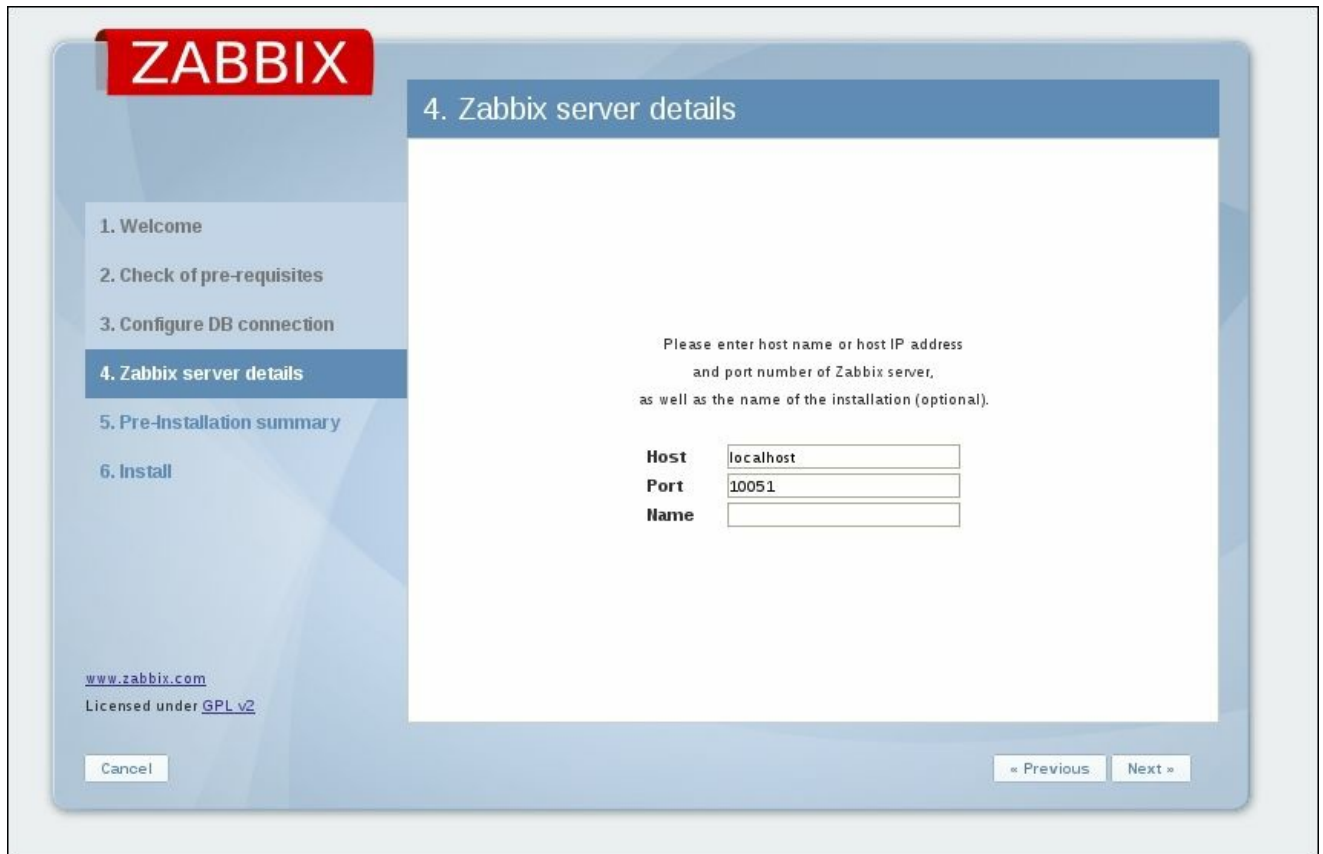 ZABBIX
4. Zabbix server details
1. Welcome
2. Check of pre-requisites
3. Configure DB connection
4. Zabbix server details
5. Pre-Installation summary
6. Install
Please enter host name or host IP address
and port number of Zabbix server,
as well as the name of the installation (optional).
Host localhost
Port 10051
Name
www.zabbix.com
Licensed under GPL v2
Cancel
« Previous
Next »